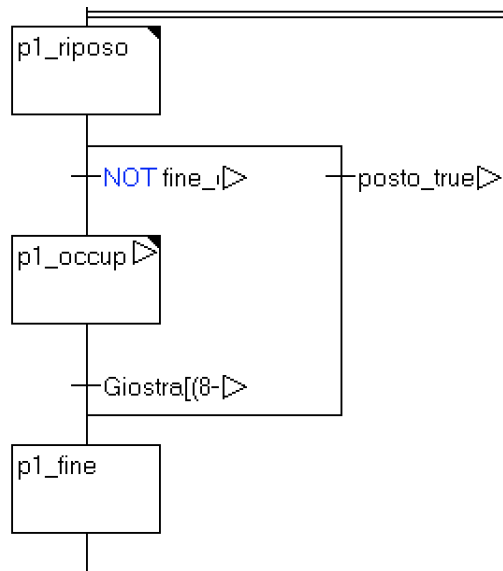 p1_riposo
NOT fine_
posto_true
p1_occup
Giostra[(8-
p1_fine